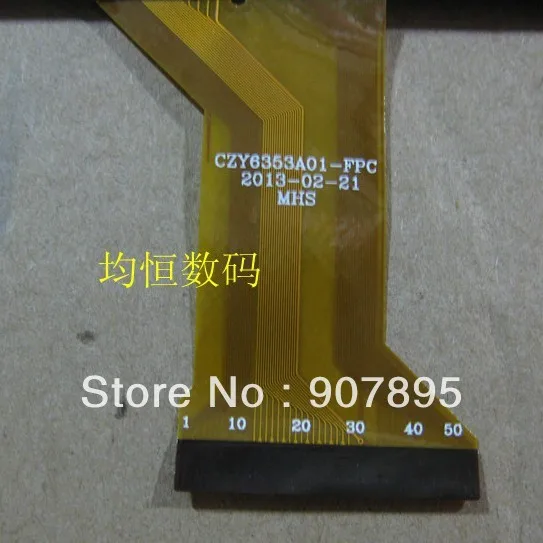 CZY6353A01-FPC
2013-02-21
MHS
均恒数码
Store No : 907895
1 10 20 30 40 50